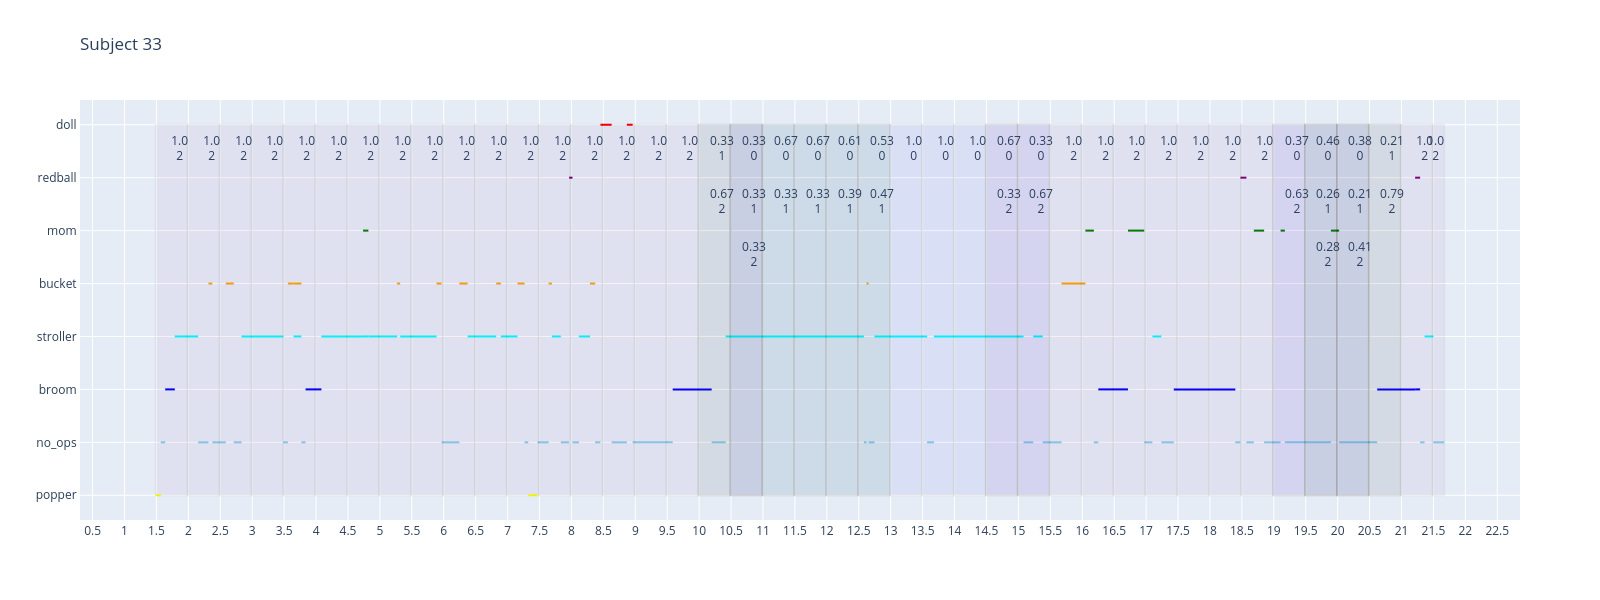 Subject 33
doll
1.0 1.0 1.0 1.0 1.0 1.0 1.0 1.0 1.0 1.0 1.0 1.0 1.0 1.0 1.0 1.0 1.0 0.33 0.33 0.67 0.67 0.61 0.53 1.0 1.0 1.0 0.67 0.33 1.0 1.0 1.0 1.0 1.0 1.0 1.0 0.37 0.46 0.38 0.21 1.0 1.0
2 2 2 2 2 2 2 2 2 2 2 2 2 2 2 2 2 1 0 0 0 0 0 0 0 0 0 0 2 2 2 2 2 2 2 0 0 0 1 2 2
redball
0.67 0.33 0.33 0.33 0.39 0.47 0.33 0.67 0.63 0.26 0.21 0.79
2 1 1 1 1 1 2 2 2 1 1 2
mom
0.33 0.28 0.41
2 2 2
bucket
stroller
broom
no_ops
popper
0.5 1 1.5 2 2.5 3 3.5 4 4.5 5 5.5 6 6.5 7 7.5 8 8.5 9 9.5 10 10.5 11 11.5 12 12.5 13 13.5 14 14.5 15 15.5 16 16.5 17 17.5 18 18.5 19 19.5 20 20.5 21 21.5 22 22.5